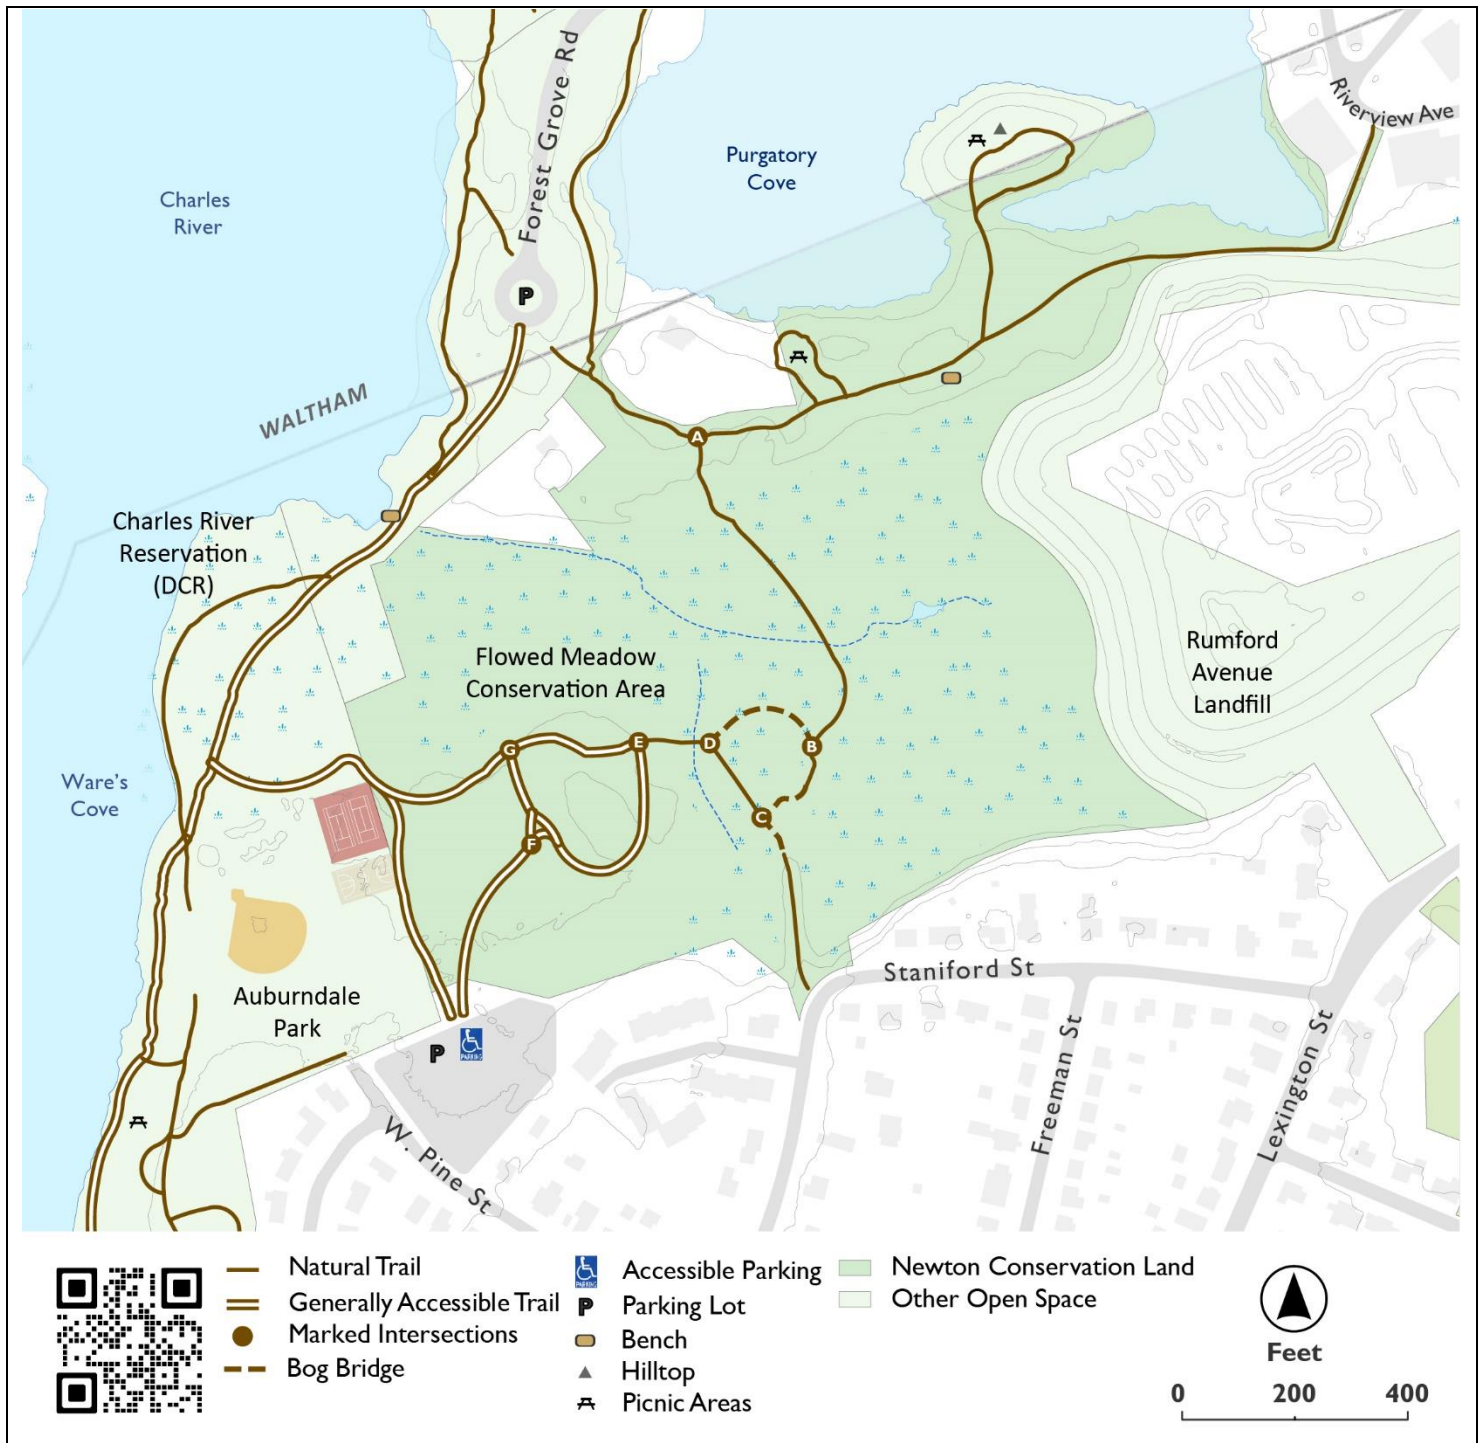 Forest Grove Rd
Riverview Ave
Purgatory
Cove
Charles
River
P
WALTHAM
A
Charles River
Reservation
(DCR)
Flowed Meadow
Conservation Area
Rumford
Avenue
Landfill
G
E
D
B
Ware's
Cove
C
F
Staniford St
Auburndale
Park
P
PARKING
W. Pine St
Freeman St
Lexington St
Natural Trail
Generally Accessible Trail
Marked Intersections
Bog Bridge
PARKING
Accessible Parking
P
Parking Lot
Bench
Hilltop
Picnic Areas
Newton Conservation Land
Other Open Space
Feet
0 200 400